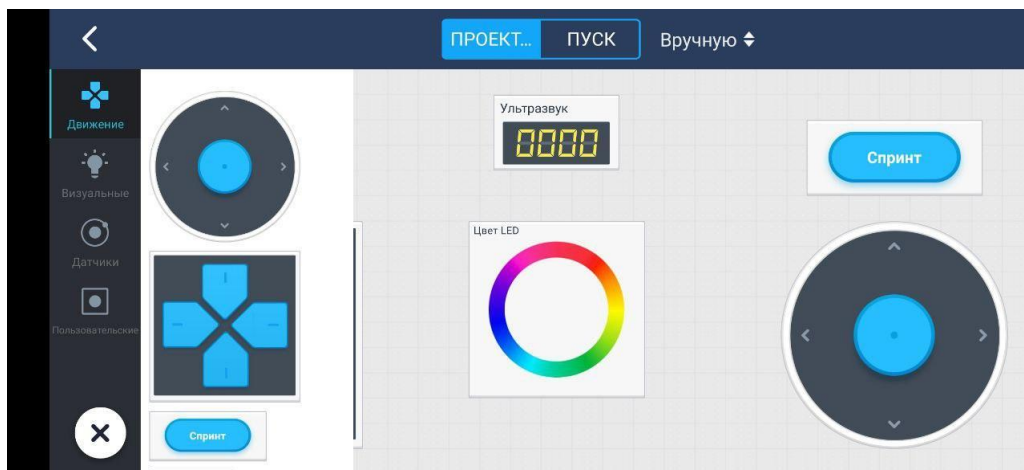 ПРОЕКТ...
ПУСК
Вручную
Движение
Визуальные
Датчики
Пользовательские
Спринт
Ультразвук
0000
Цвет LED
Спринт